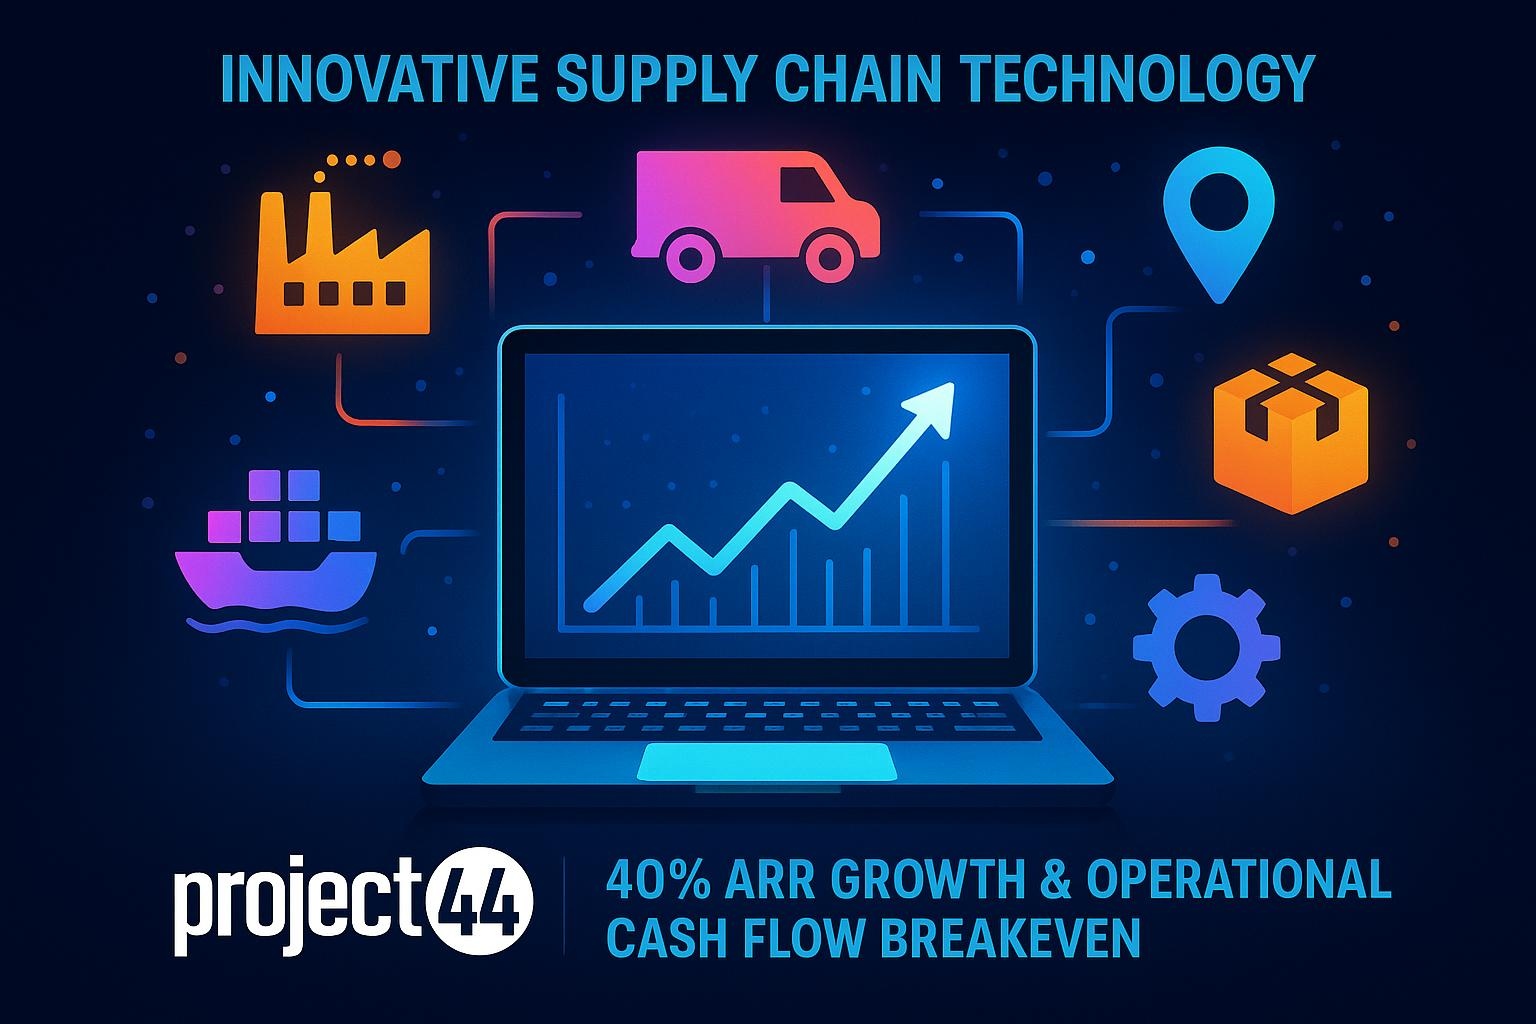 INNOVATIVE SUPPLY CHAIN TECHNOLOGY
project44
40% ARR GROWTH & OPERATIONAL
CASH FLOW BREAKEVEN